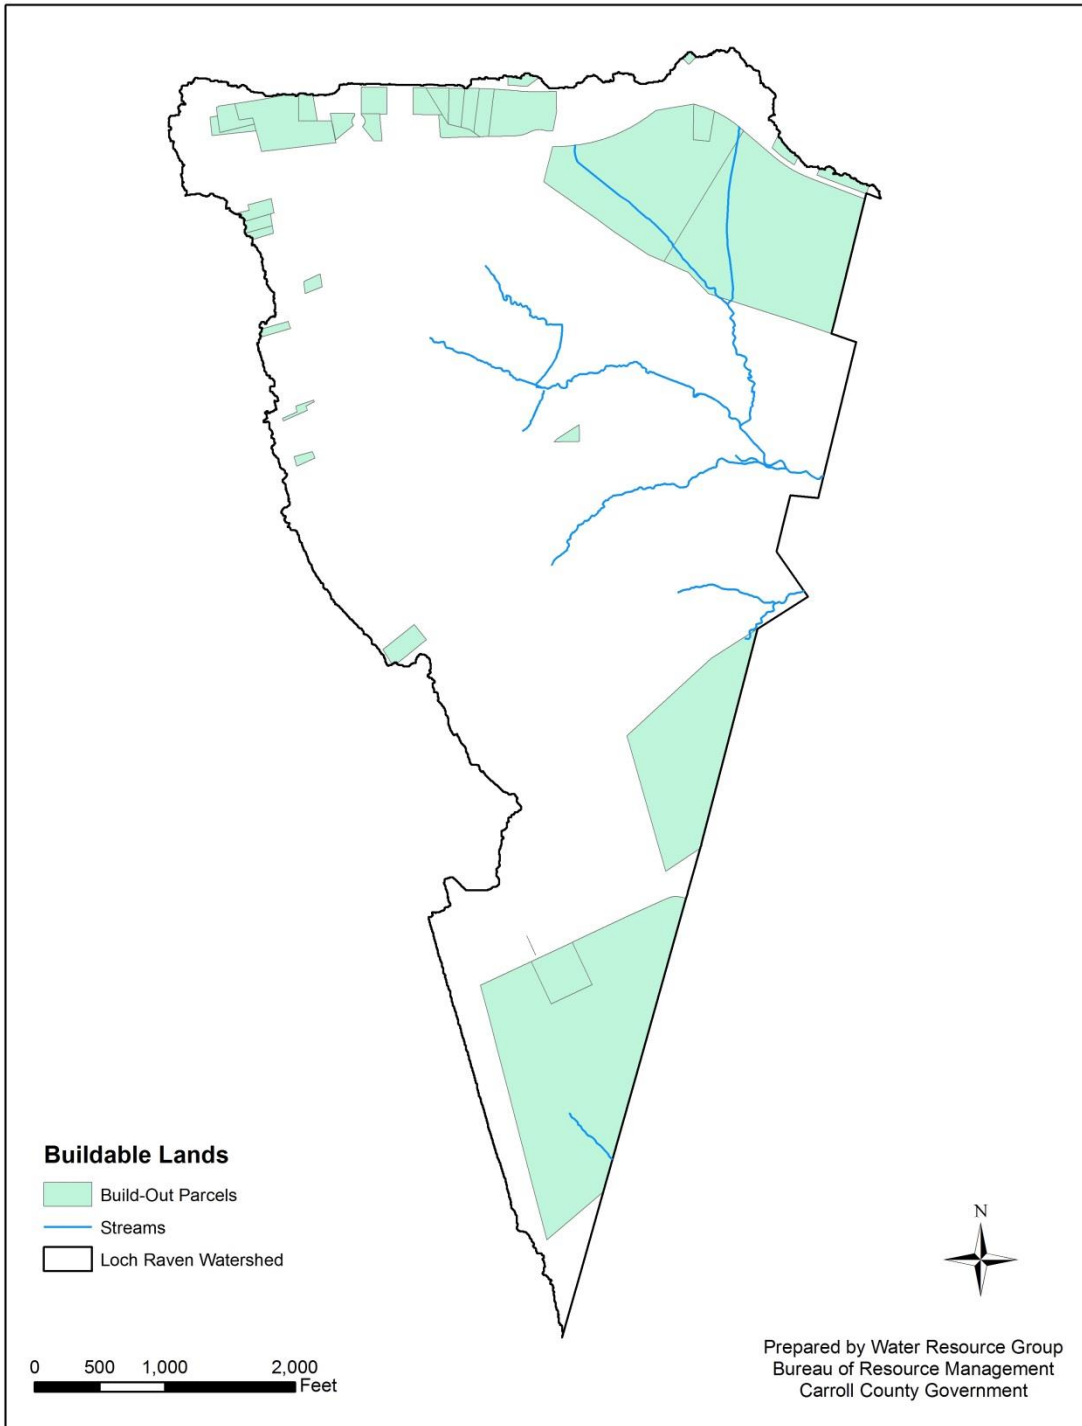 Buildable Lands
Build-Out Parcels
Streams
Loch Raven Watershed
N
0 500 1,000 2,000
Feet
Prepared by Water Resource Group
Bureau of Resource Management
Carroll County Government